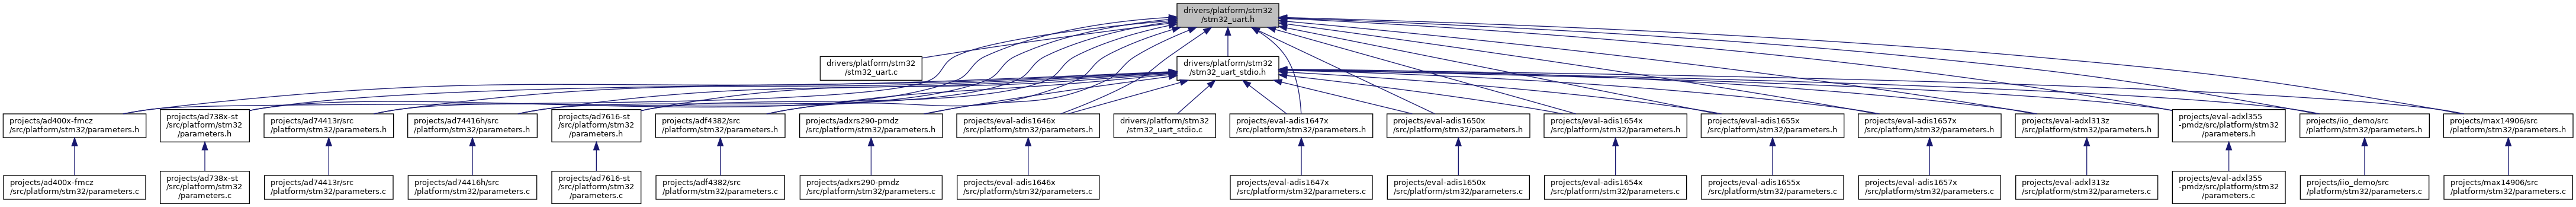 drivers/platform/stm32
/stm32_uart.h
drivers/platform/stm32
/stm32_uart.c
drivers/platform/stm32
/stm32_uart_stdio.h
projects/ad400x-fmcz
/src/platform/stm32/parameters.h
projects/ad738x-st
/src/platform/stm32
/parameters.h
projects/ad74413r/src
/platform/stm32/parameters.h
projects/ad74416h/src
/platform/stm32/parameters.h
projects/ad7616-st
/src/platform/stm32
/parameters.h
projects/adf4382/src
/platform/stm32/parameters.h
projects/adxrs290-pmdz
/src/platform/stm32/parameters.h
projects/eval-adis1646x
/src/platform/stm32/parameters.h
drivers/platform/stm32
/stm32_uart_stdio.c
projects/eval-adis1647x
/src/platform/stm32/parameters.h
projects/eval-adis1650x
/src/platform/stm32/parameters.h
projects/eval-adis1654x
/src/platform/stm32/parameters.h
projects/eval-adis1655x
/src/platform/stm32/parameters.h
projects/eval-adis1657x
/src/platform/stm32/parameters.h
projects/eval-adxl313z
/src/platform/stm32/parameters.h
projects/eval-adxl355
-pmdz/src/platform/stm32
/parameters.h
projects/iio_demo/src
/platform/stm32/parameters.h
projects/max14906/src
/platform/stm32/parameters.h
projects/ad400x-fmcz
/src/platform/stm32/parameters.c
projects/ad738x-st
/src/platform/stm32
/parameters.c
projects/ad74413r/src
/platform/stm32/parameters.c
projects/ad74416h/src
/platform/stm32/parameters.c
projects/ad7616-st
/src/platform/stm32
/parameters.c
projects/adf4382/src
/platform/stm32/parameters.c
projects/adxrs290-pmdz
/src/platform/stm32/parameters.c
projects/eval-adis1646x
/src/platform/stm32/parameters.c
projects/eval-adis1647x
/src/platform/stm32/parameters.c
projects/eval-adis1650x
/src/platform/stm32/parameters.c
projects/eval-adis1654x
/src/platform/stm32/parameters.c
projects/eval-adis1655x
/src/platform/stm32/parameters.c
projects/eval-adis1657x
/src/platform/stm32/parameters.c
projects/eval-adxl313z
/src/platform/stm32/parameters.c
projects/eval-adxl355
-pmdz/src/platform/stm32
/parameters.c
projects/iio_demo/src
/platform/stm32/parameters.c
projects/max14906/src
/platform/stm32/parameters.c